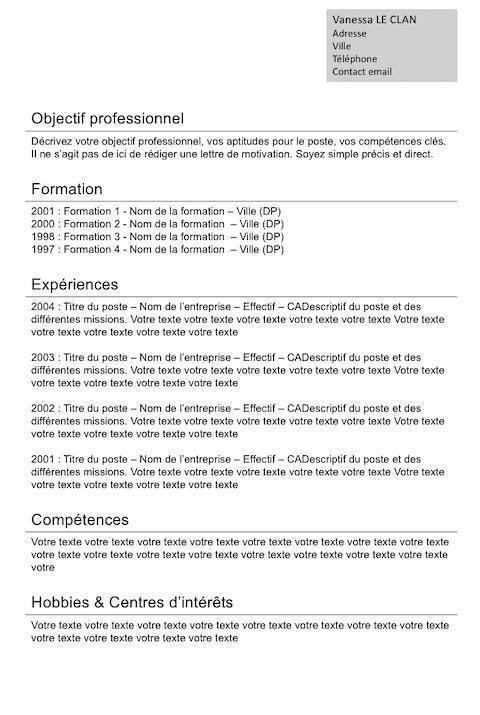 Vanessa LE CLAN
Adresse
Ville
Téléphone
Contact email
Objectif professionnel
Décrivez votre objectif professionnel, vos aptitudes pour le poste, vos compétences clés.
Il ne s’agit pas de ici de rédiger une lettre de motivation. Soyez simple précis et direct.
Formation
2001 : Formation 1 - Nom de la formation – Ville (DP)
2000 : Formation 2 - Nom de la formation – Ville (DP)
1998 : Formation 3 - Nom de la formation – Ville (DP)
1997 : Formation 4 - Nom de la formation – Ville (DP)
Expériences
2004 : Titre du poste – Nom de l’entreprise – Effectif – CADescriptif du poste et des
différentes missions. Votre texte votre texte votre texte votre texte votre texte Votre texte
votre texte votre texte votre texte votre texte
2003 : Titre du poste – Nom de l’entreprise – Effectif – CADescriptif du poste et des
différentes missions. Votre texte votre texte votre texte votre texte votre texte Votre texte
votre texte votre texte votre texte votre texte
2002 : Titre du poste – Nom de l’entreprise – Effectif – CADescriptif du poste et des
différentes missions. Votre texte votre texte votre texte votre texte votre texte Votre texte
votre texte votre texte votre texte votre texte
2001 : Titre du poste – Nom de l’entreprise – Effectif – CADescriptif du poste et des
différentes missions. Votre texte votre texte votre texte votre texte votre texte Votre texte
votre texte votre texte votre texte votre texte
Compétences
Votre texte votre texte votre texte votre texte votre texte votre texte votre texte votre texte
votre texte votre texte votre texte votre texte votre texte votre texte votre texte votre texte
votre
Hobbies & Centres d’intérêts
Votre texte votre texte votre texte votre texte votre texte votre texte votre texte votre texte
votre texte votre texte votre texte votre texte